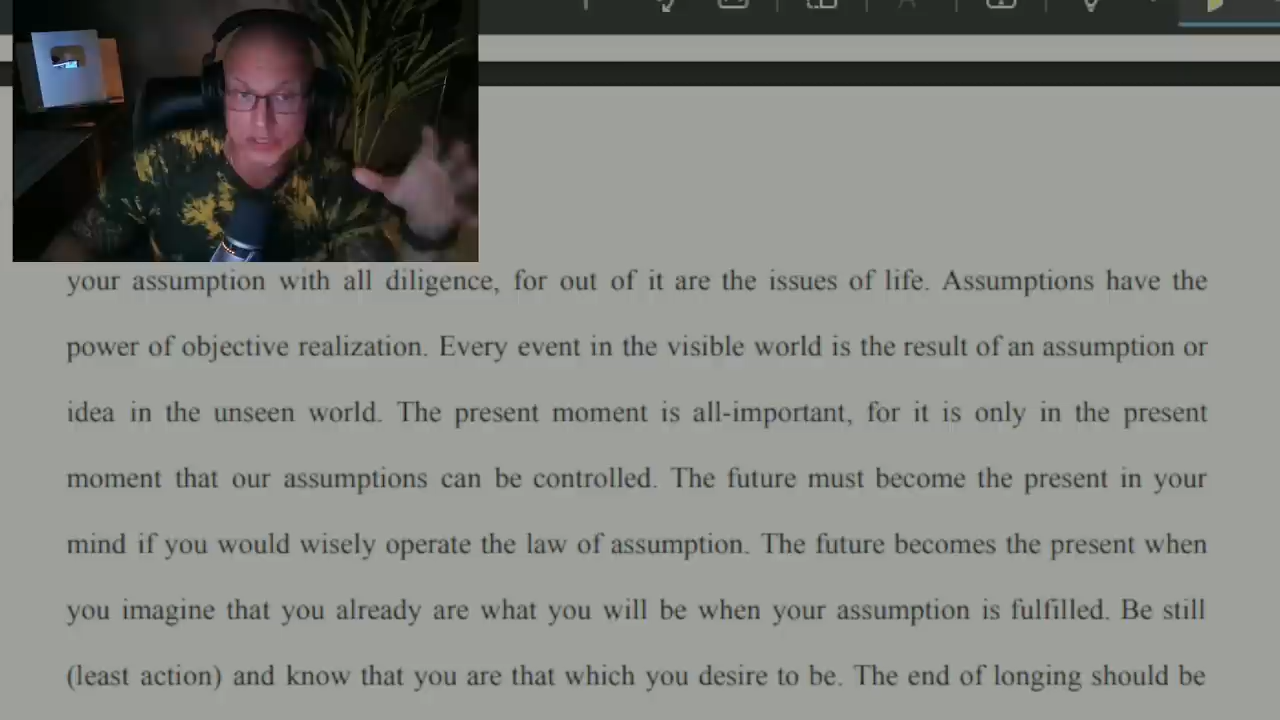 your assumption with all diligence, for out of it are the issues of life. Assumptions have the
power of objective realization. Every event in the visible world is the result of an assumption or
idea in the unseen world. The present moment is all-important, for it is only in the present
moment that our assumptions can be controlled. The future must become the present in your
mind if you would wisely operate the law of assumption. The future becomes the present when
you imagine that you already are what you will be when your assumption is fulfilled. Be still
(least action) and know that you are that which you desire to be. The end of longing should be